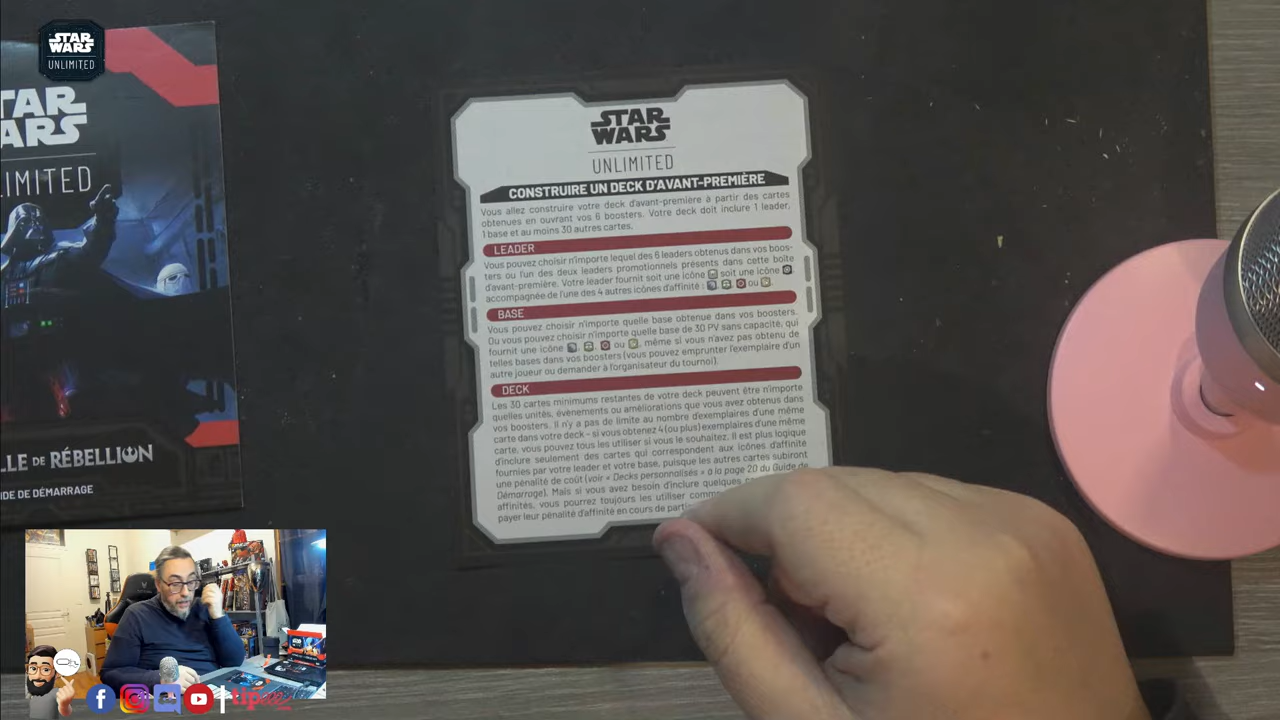 STAR
WARS
UNLIMITED
TAR
ARS
LIMITED
LLE DE RÉBELLION
IDE DE DÉMARRAGE
STAR
WARS
UNLIMITED
CONSTRUIRE UN DECK D'AVANT-PREMIÈRE
Vous allez construire votre deck d'avant-première à partir des cartes
obtenues en ouvrant vos 6 boosters. Votre deck doit inclure 1 leader,
1 base et au moins 30 autres cartes.
LEADER
Vous pouvez choisir n'importe lequel des 6 leaders obtenus dans vos boos-
ters ou l'un des deux leaders promotionnels présents dans cette boîte
d'avant-première. Votre leader fournit soit une icône soit une icône
accompagnée de l'une des 4 autres icônes d'affinité : , , ou .
BASE
Vous pouvez choisir n'importe quelle base obtenue dans vos boosters.
Ou vous pouvez choisir n'importe quelle base de 30 PV sans capacité, qui
fournit une icône , , ou , même si vous n'avez pas obtenu de
telles bases dans vos boosters (vous pouvez emprunter l'exemplaire d'un
autre joueur ou demander à l'organisateur du tournoi).
DECK
Les 30 cartes minimums restantes de votre deck peuvent être n'importe
quelles unités, évènements ou améliorations que vous avez obtenus dans
vos boosters. Il n'y a pas de limite au nombre d'exemplaires d'une même
carte dans votre deck – si vous obtenez 4 (ou plus) exemplaires d'une même
carte, vous pouvez tous les utiliser si vous le souhaitez. Il est plus logique
d'inclure seulement des cartes qui correspondent aux icônes d'affinité
fournies par votre leader et votre base, puisque les autres cartes subiront
une pénalité de coût (voir « Decks personnalisés » à la page 20 du Guide de
Démarrage). Mais si vous avez besoin d'inclure quelques
affinités, vous pourrez toujours les utiliser comme
payer leur pénalité d'affinité en cours de parti
tipeee